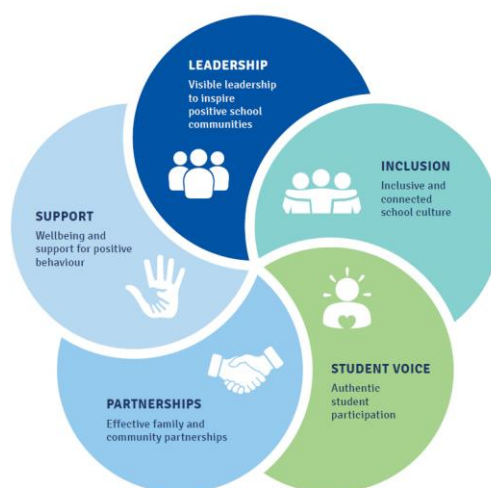 LEADERSHIP
Visible leadership
to inspire
positive school
communities
INCLUSION
Inclusive and
connected
school culture
STUDENT VOICE
Authentic
student
participation
PARTNERSHIPS
Effective family and
community partnerships
SUPPORT
Wellbeing and
support for positive
behaviour